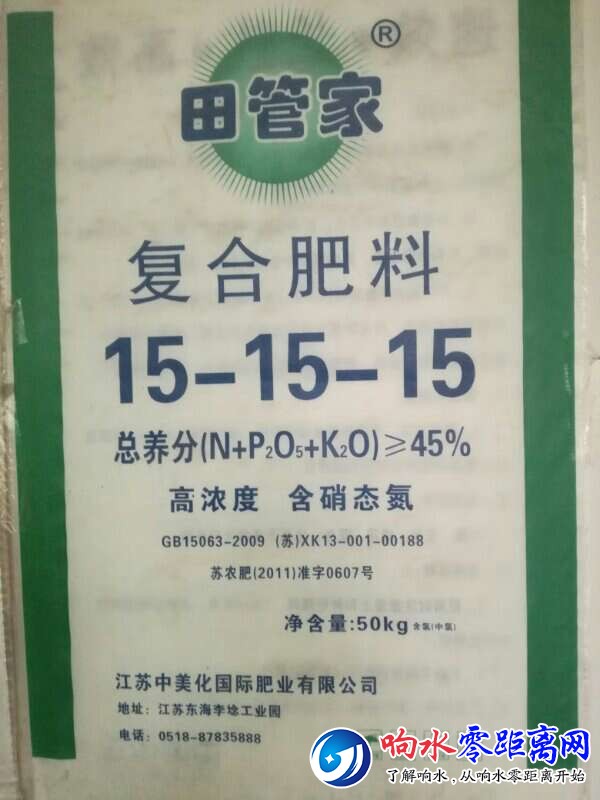 ®
田管家
复合肥料
15-15-15
总养分(N+P₂O₅+K₂O)≥45%
高浓度 含硝态氮
GB15063-2009 (苏)XK13-001-00188
苏农肥(2011)准字0607号
净含量:50kg 含氯(中氯)
江苏中美化国际肥业有限公司
地址: 江苏东海李埝工业园
电话: 0518-87835888
响水零距离网
了解响水,从响水零距离开始